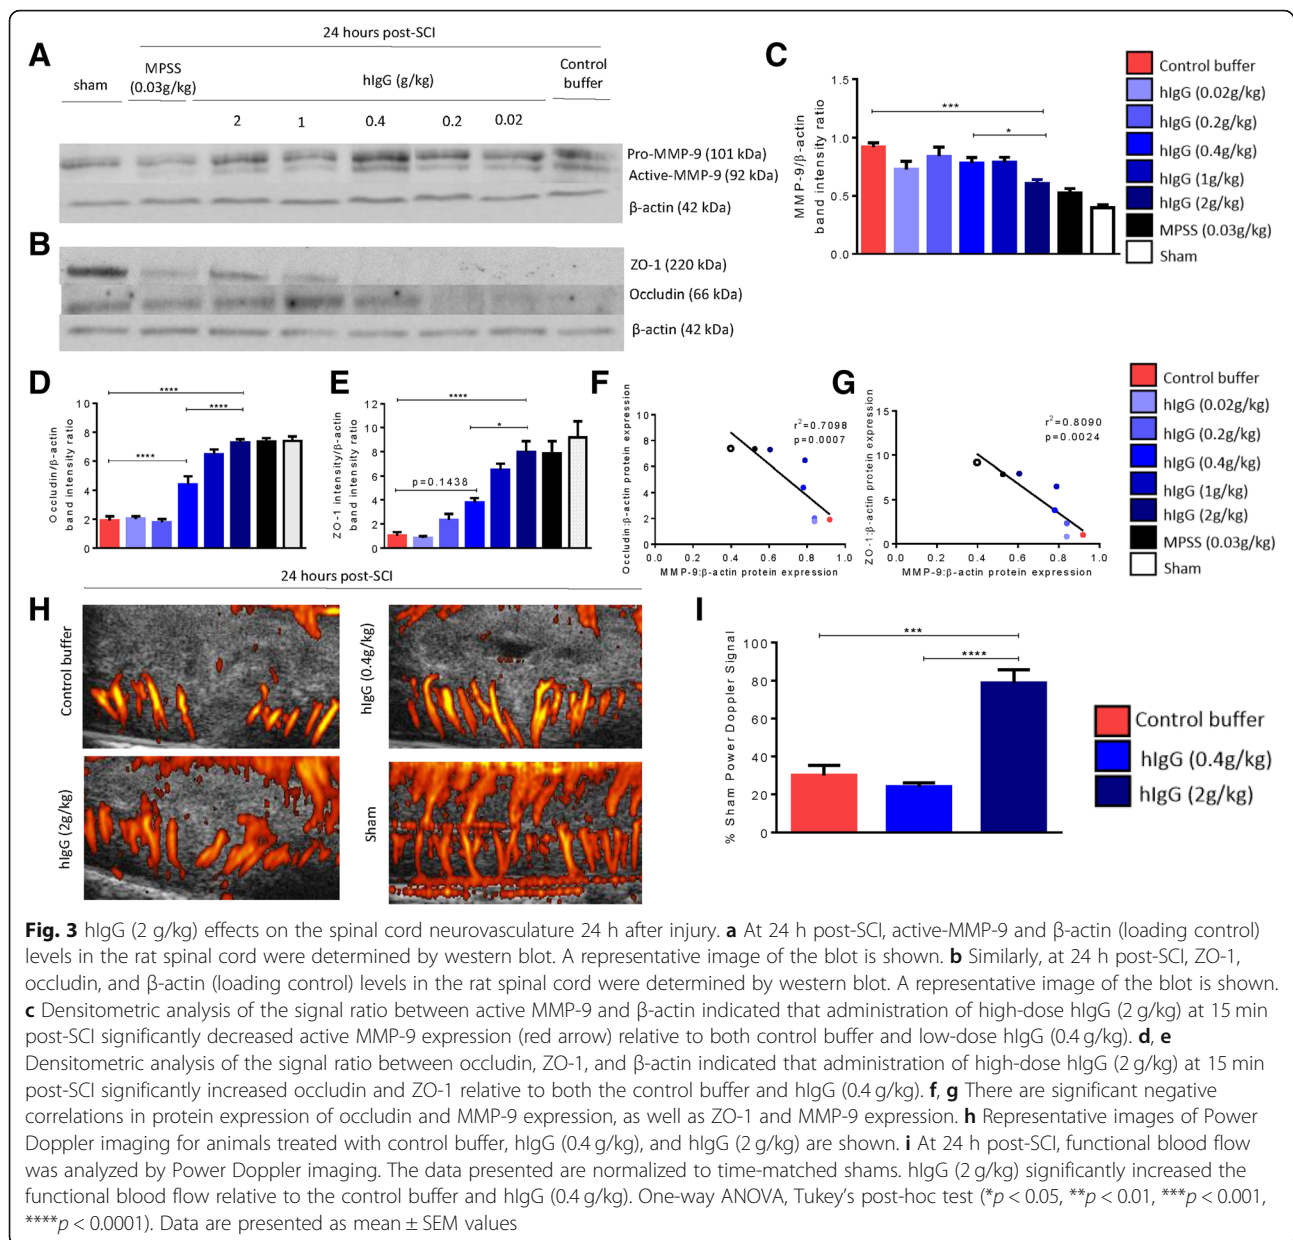 24 hours post-SCI
A
sham
MPSS
(0.03g/kg)
hIgG (g/kg)
Control
buffer
2 1 0.4 0.2 0.02
Pro-MMP-9 (101 kDa)
Active-MMP-9 (92 kDa)
β-actin (42 kDa)
B
ZO-1 (220 kDa)
Occludin (66 kDa)
β-actin (42 kDa)
C
MMP-9/β-actin
band intensity ratio
1.5
1.0
0.5
0.0
***
*
Control buffer
hIgG (0.02g/kg)
hIgG (0.2g/kg)
hIgG (0.4g/kg)
hIgG (1g/kg)
hIgG (2g/kg)
MPSS (0.03g/kg)
Sham
D
Occludin/β-actin
band intensity ratio
10
8
6
4
2
0
****
****
****
E
ZO-1 intensity/β-actin
band intensity ratio
12
10
8
6
4
2
0
****
*
p=0.1438
F
Occludin:β-actin protein expression
10
8
6
4
2
0
r²=0.7098
p=0.0007
0.0 0.2 0.4 0.6 0.8 1.0
MMP-9:β-actin protein expression
G
ZO-1:β-actin protein expression
15
10
5
0
r²=0.8090
p=0.0024
0.0 0.2 0.4 0.6 0.8 1.0
MMP-9:β-actin protein expression
Control buffer
hIgG (0.02g/kg)
hIgG (0.2g/kg)
hIgG (0.4g/kg)
hIgG (1g/kg)
hIgG (2g/kg)
MPSS (0.03g/kg)
Sham
24 hours post-SCI
H
Control buffer
hIgG (0.4g/kg)
hIgG (2g/kg)
Sham
I
% Sham Power Doppler Signal
100
80
60
40
20
0
***
****
Control buffer
hIgG (0.4g/kg)
hIgG (2g/kg)
Fig. 3 hIgG (2 g/kg) effects on the spinal cord neurovasculature 24 h after injury. a At 24 h post-SCI, active-MMP-9 and β-actin (loading control)
levels in the rat spinal cord were determined by western blot. A representative image of the blot is shown. b Similarly, at 24 h post-SCI, ZO-1,
occludin, and β-actin (loading control) levels in the rat spinal cord were determined by western blot. A representative image of the blot is shown.
c Densitometric analysis of the signal ratio between active MMP-9 and β-actin indicated that administration of high-dose hIgG (2 g/kg) at 15 min
post-SCI significantly decreased active MMP-9 expression (red arrow) relative to both control buffer and low-dose hIgG (0.4 g/kg). d, e
Densitometric analysis of the signal ratio between occludin, ZO-1, and β-actin indicated that administration of high-dose hIgG (2 g/kg) at 15 min
post-SCI significantly increased occludin and ZO-1 relative to both the control buffer and hIgG (0.4 g/kg). f, g There are significant negative
correlations in protein expression of occludin and MMP-9 expression, as well as ZO-1 and MMP-9 expression. h Representative images of Power
Doppler imaging for animals treated with control buffer, hIgG (0.4 g/kg), and hIgG (2 g/kg) are shown. i At 24 h post-SCI, functional blood flow
was analyzed by Power Doppler imaging. The data presented are normalized to time-matched shams. hIgG (2 g/kg) significantly increased the
functional blood flow relative to the control buffer and hIgG (0.4 g/kg). One-way ANOVA, Tukey's post-hoc test (*p < 0.05, **p < 0.01, ***p < 0.001,
****p < 0.0001). Data are presented as mean ± SEM values